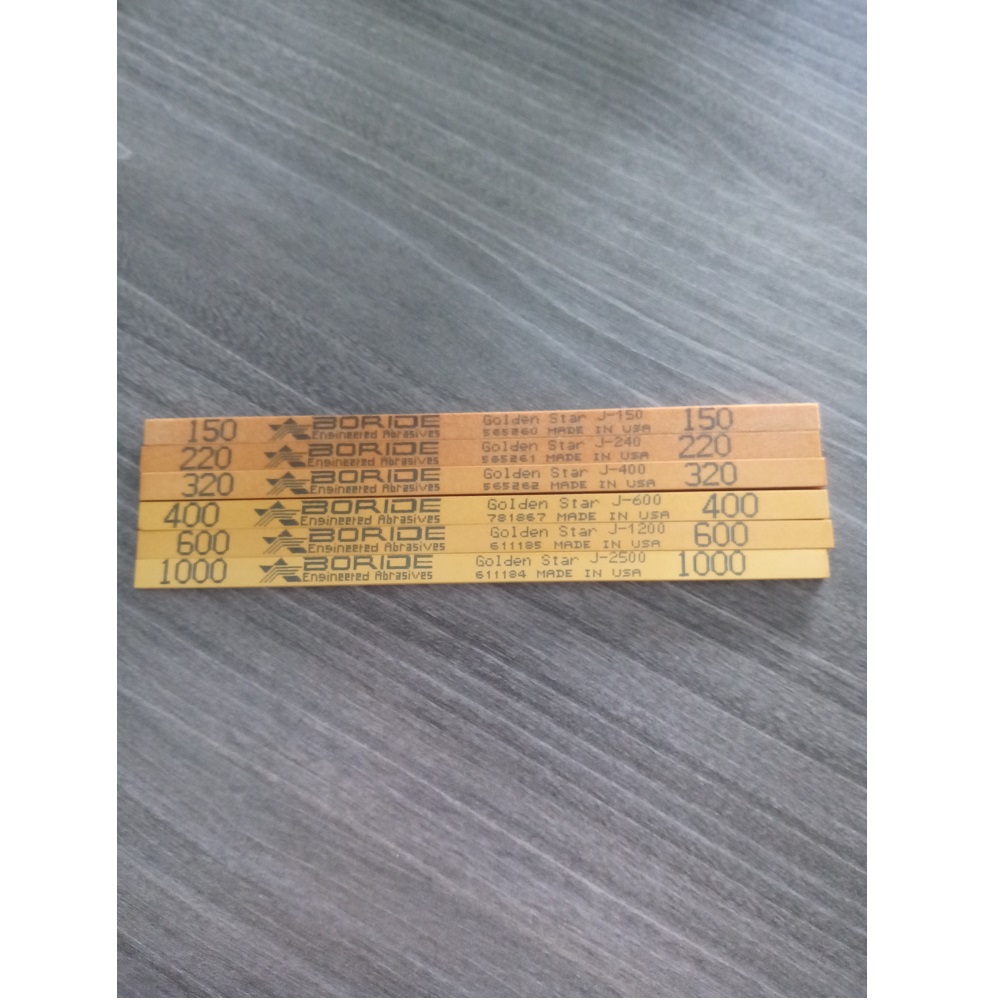 150 BORIDE Engineered Abrasives Golden Star J-150 565260 MADE IN USA 150
220 BORIDE Engineered Abrasives Golden Star J-240 565261 MADE IN USA 220
320 BORIDE Engineered Abrasives Golden Star J-400 565262 MADE IN USA 320
400 BORIDE Engineered Abrasives Golden Star J-600 781867 MADE IN USA 400
600 BORIDE Engineered Abrasives Golden Star J-1200 611185 MADE IN USA 600
1000 BORIDE Engineered Abrasives Golden Star J-2500 611184 MADE IN USA 1000